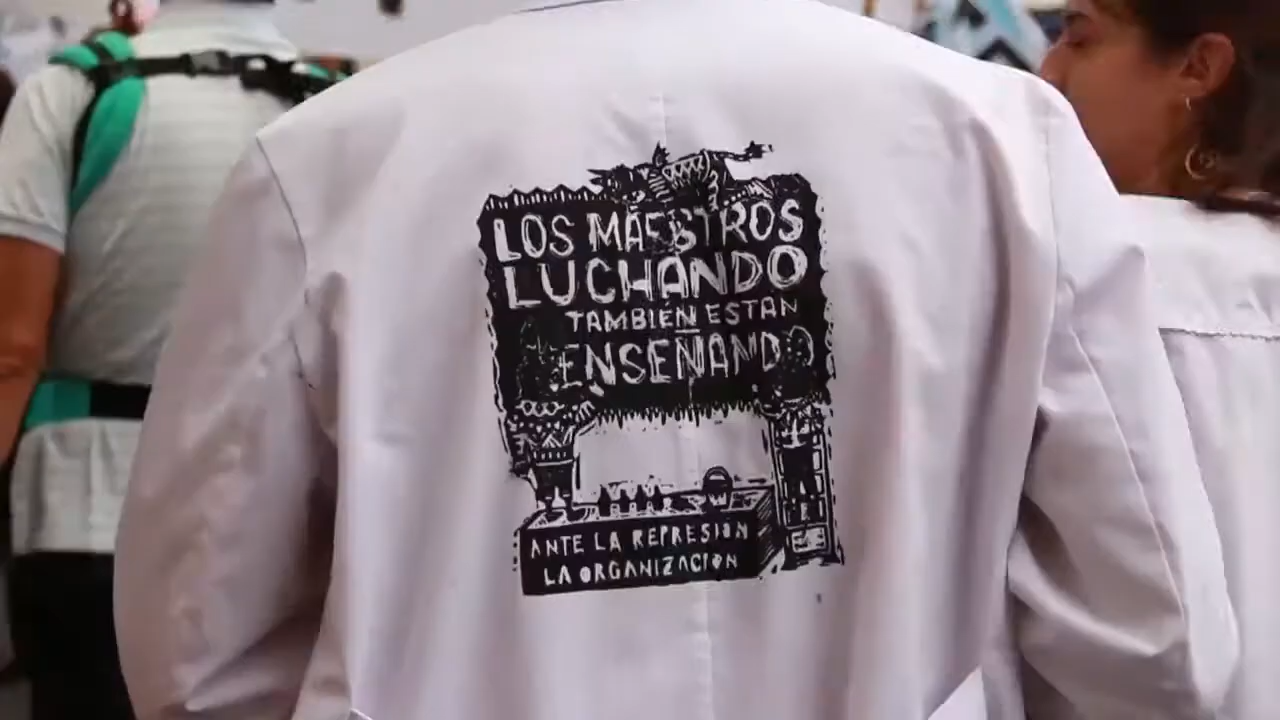 LOS MAESTROS
LUCHANDO
TAMBIEN ESTAN
ENSEÑANDO
ANTE LA REPRESION
LA ORGANIZACION